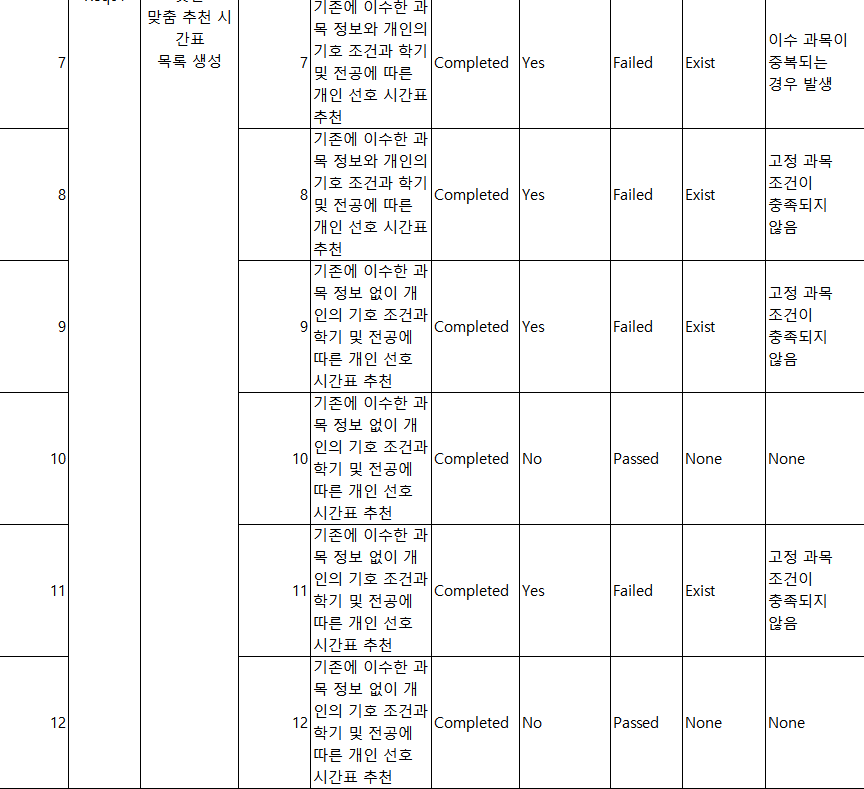 맞춤 추천 시
간표
목록 생성
7
7
기존에 이수한 과
목 정보와 개인의
기호 조건과 학기
및 전공에 따른
개인 선호 시간표
추천
Completed
Yes
Failed
Exist
이수 과목이
중복되는
경우 발생
8
8
기존에 이수한 과
목 정보와 개인의
기호 조건과 학기
및 전공에 따른
개인 선호 시간표
추천
Completed
Yes
Failed
Exist
고정 과목
조건이
충족되지
않음
9
9
기존에 이수한 과
목 정보 없이 개
인의 기호 조건과
학기 및 전공에
따른 개인 선호
시간표 추천
Completed
Yes
Failed
Exist
고정 과목
조건이
충족되지
않음
10
10
기존에 이수한 과
목 정보 없이 개
인의 기호 조건과
학기 및 전공에
따른 개인 선호
시간표 추천
Completed
No
Passed
None
None
11
11
기존에 이수한 과
목 정보 없이 개
인의 기호 조건과
학기 및 전공에
따른 개인 선호
시간표 추천
Completed
Yes
Failed
Exist
고정 과목
조건이
충족되지
않음
12
12
기존에 이수한 과
목 정보 없이 개
인의 기호 조건과
학기 및 전공에
따른 개인 선호
시간표 추천
Completed
No
Passed
None
None